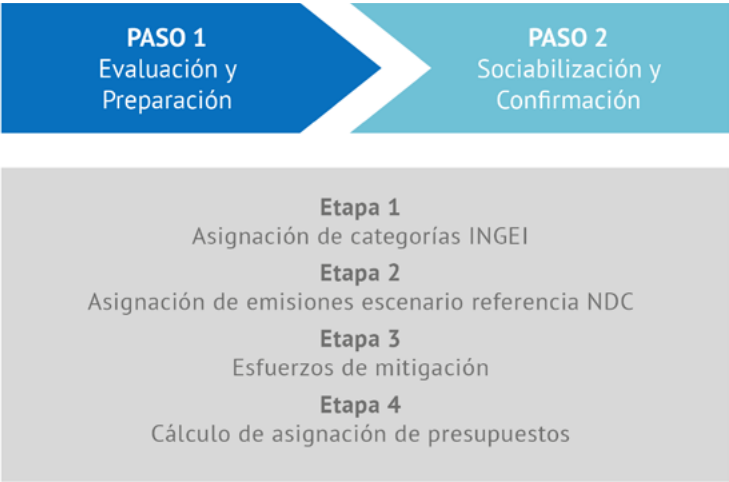 PASO 1
Evaluación y
Preparación
PASO 2
Sociabilización y
Confirmación
Etapa 1
Asignación de categorías INGEI
Etapa 2
Asignación de emisiones escenario referencia NDC
Etapa 3
Esfuerzos de mitigación
Etapa 4
Cálculo de asignación de presupuestos